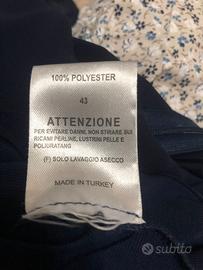 100% POLYESTER
43
ATTENZIONE
PER EVITARE DANNI, NON STIRARE SUI
RICAMI PERLINE, LUSTRINI PELLE E
POLIURATANG
(F) SOLO LAVAGGIO ASECCO
MADE IN TURKEY
subito